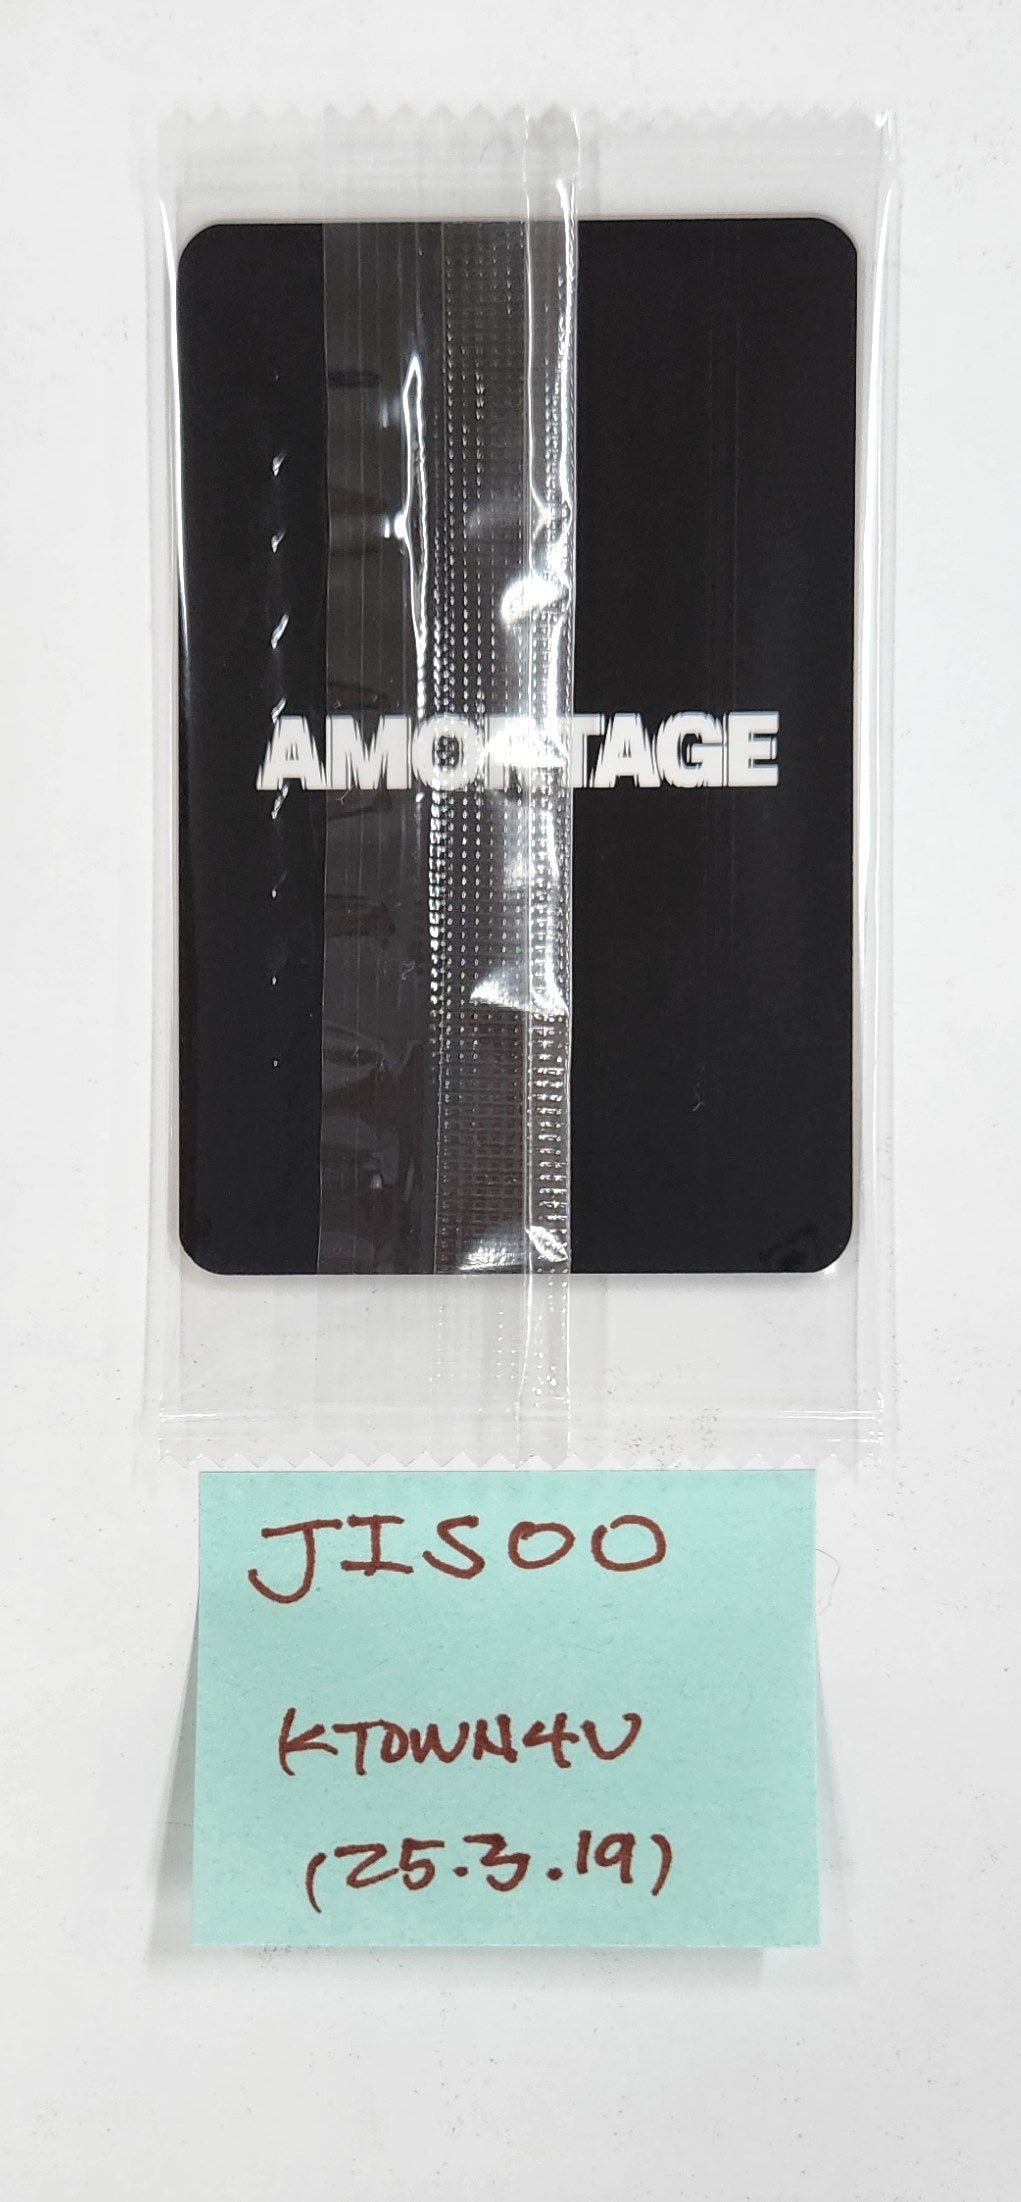 AMORTAGE
JISOO
KTOWN4U
(25.3.19)